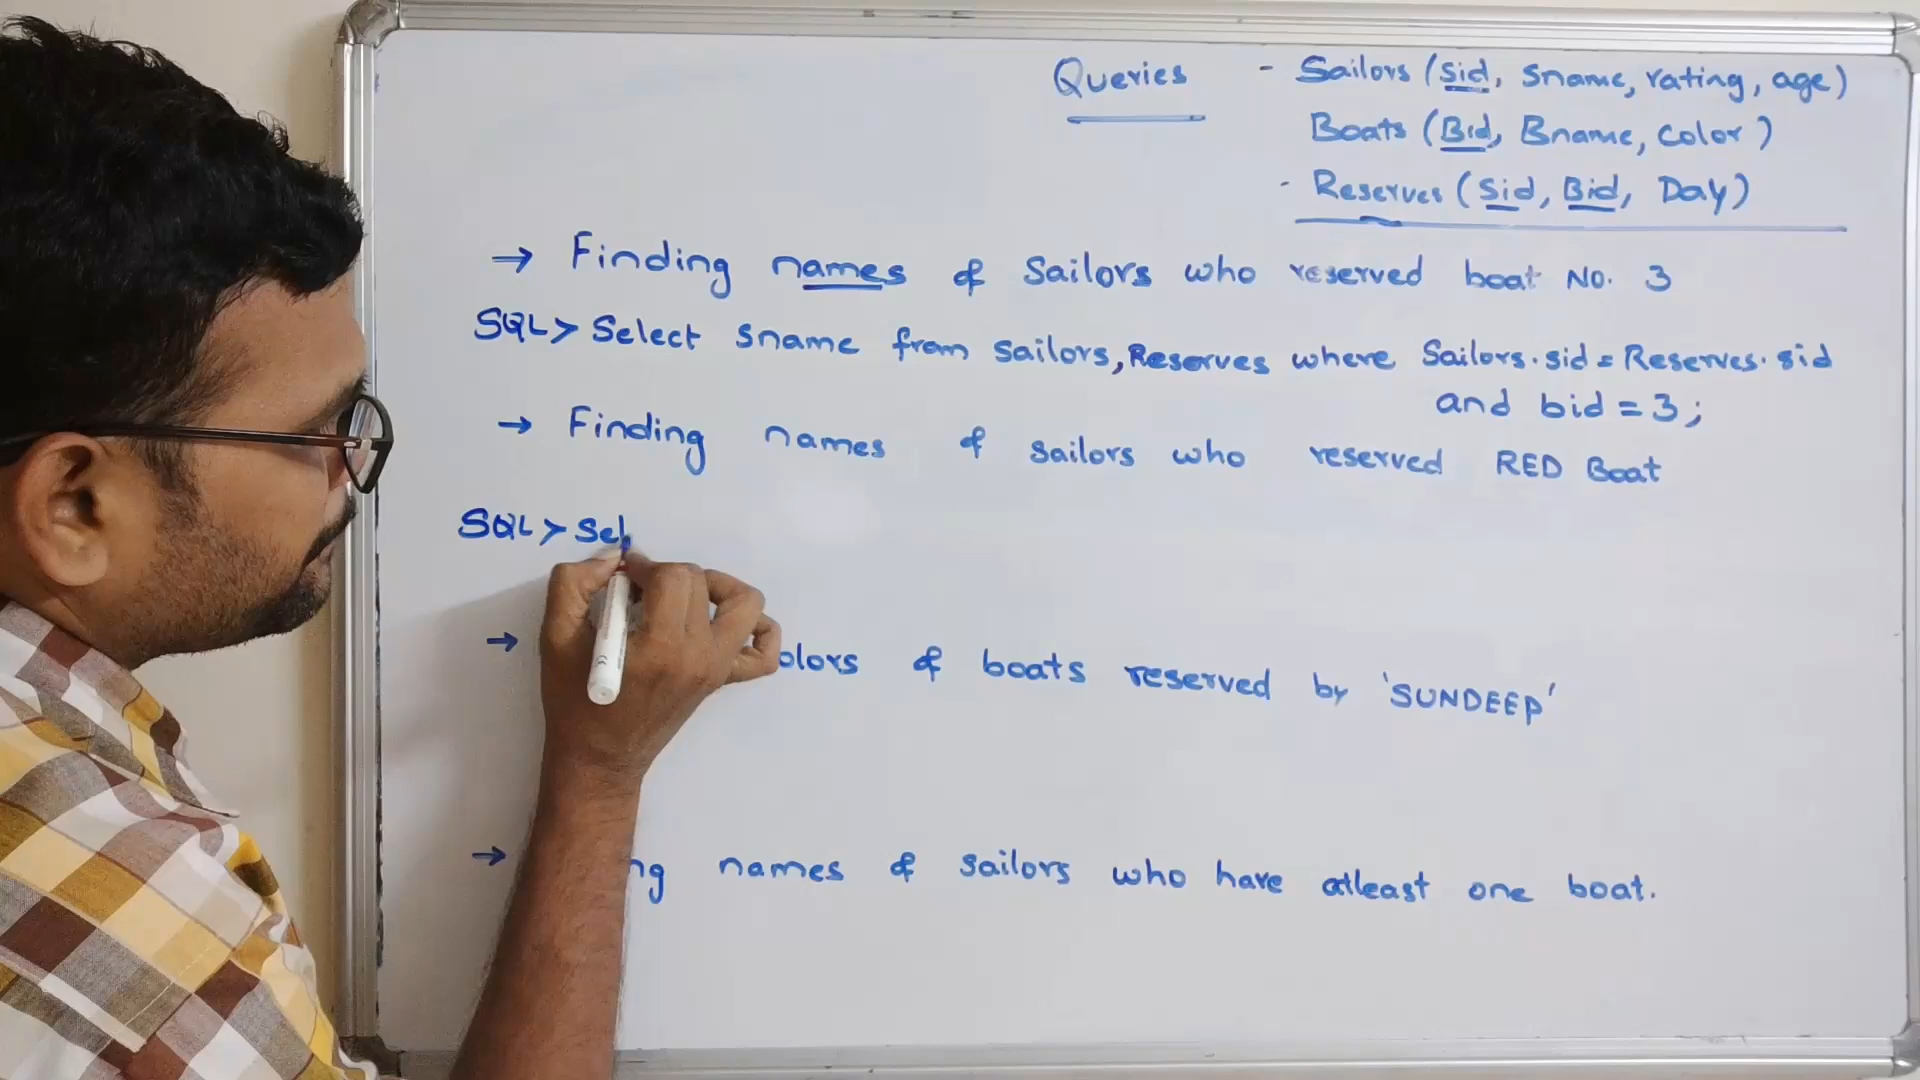 Queries - Sailors (sid, sname, rating, age)
Boats (Bid, Bname, color)
- Reserves (Sid, Bid, Day)
→ Finding names of sailors who reserved boat No. 3
SQL> Select sname from sailors, Reserves where Sailors.sid = Reserves.sid
and bid = 3;
→ Finding names of sailors who reserved RED Boat
SQL> Sel
→ olors of boats reserved by 'SUNDEEP'
→ ng names of sailors who have atleast one boat.